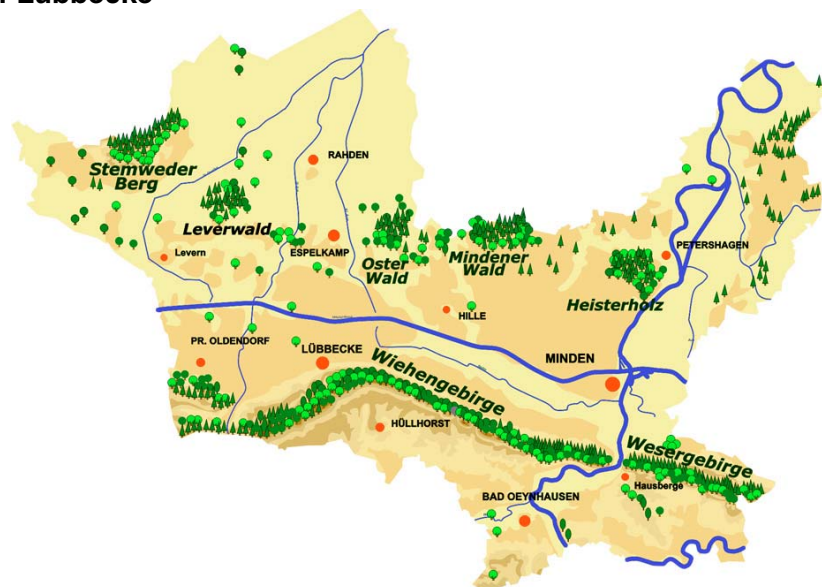 Lübbecke
RAHDEN
Stemweder
Berg
Leverwald
Levern
ESPELKAMP
Oster
Wald
Mindener
Wald
PETERSHAGEN
Heisterholz
HILLE
PR. OLDENDORF
LÜBBECKE
Wiehengebirge
MINDEN
HÜLLHORST
Wesergebirge
Hausberge
BAD OEYNHAUSEN